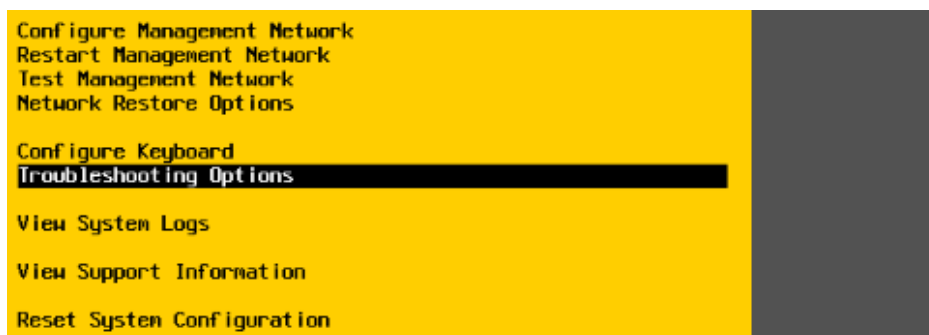 Configure Management Network
Restart Management Network
Test Management Network
Network Restore Options
Configure Keyboard
Troubleshooting Options
View System Logs
View Support Information
Reset System Configuration